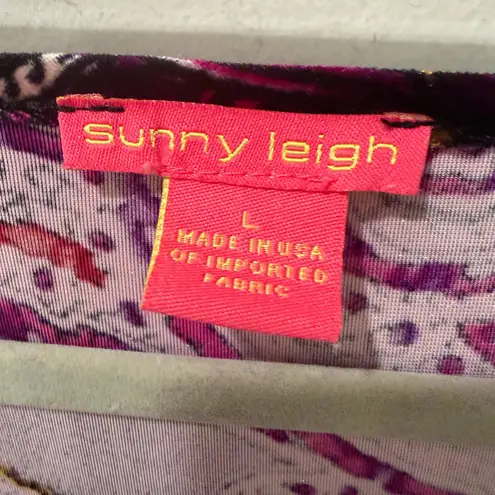 sunny leigh
L
MADE IN USA
OF IMPORTED
FABRIC